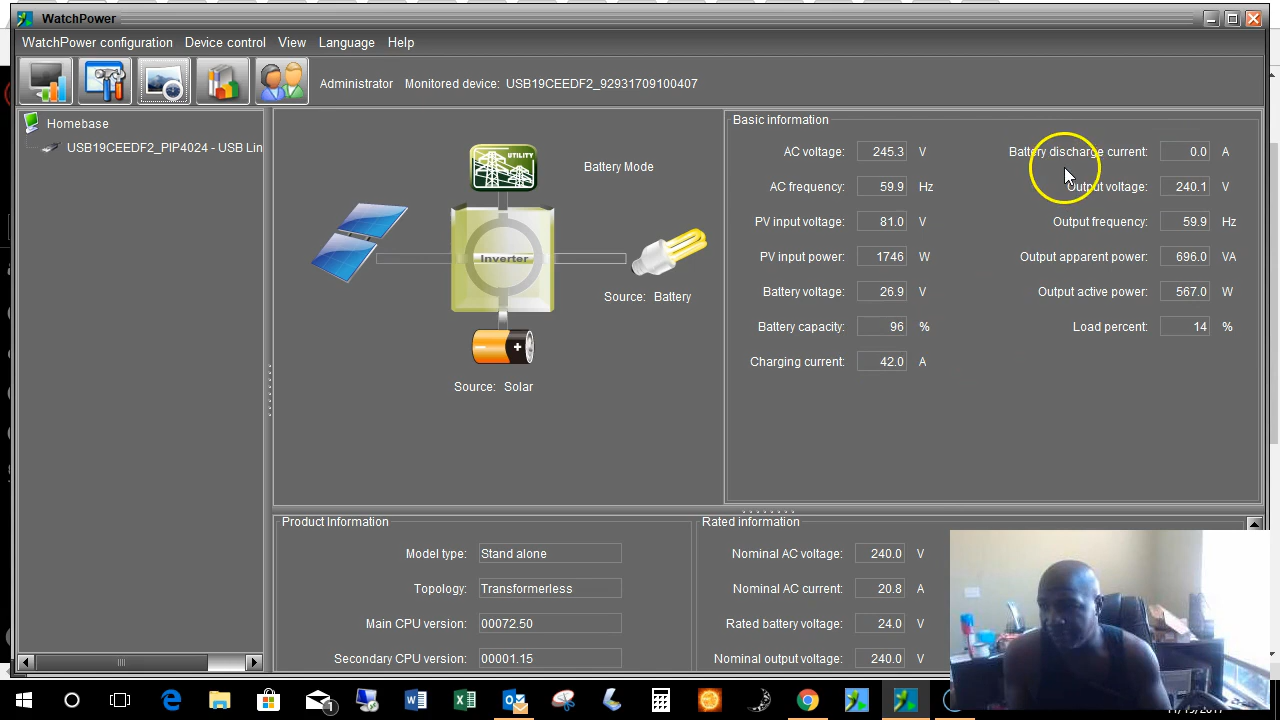 WatchPower
WatchPower configuration Device control View Language Help
Administrator Monitored device: USB19CEEDF2_92931709100407
Homebase
USB19CEEDF2_PIP4024 - USB Lin
UTILITY
Battery Mode
Inverter
Source: Battery
Source: Solar
Basic information
AC voltage: 245.3 V
AC frequency: 59.9 Hz
PV input voltage: 81.0 V
PV input power: 1746 W
Battery voltage: 26.9 V
Battery capacity: 96 %
Charging current: 42.0 A
Battery discharge current: 0.0 A
Output voltage: 240.1 V
Output frequency: 59.9 Hz
Output apparent power: 696.0 VA
Output active power: 567.0 W
Load percent: 14 %
Product Information
Model type: Stand alone
Topology: Transformerless
Main CPU version: 00072.50
Secondary CPU version: 00001.15
Rated information
Nominal AC voltage: 240.0 V
Nominal AC current: 20.8 A
Rated battery voltage: 24.0 V
Nominal output voltage: 240.0 V